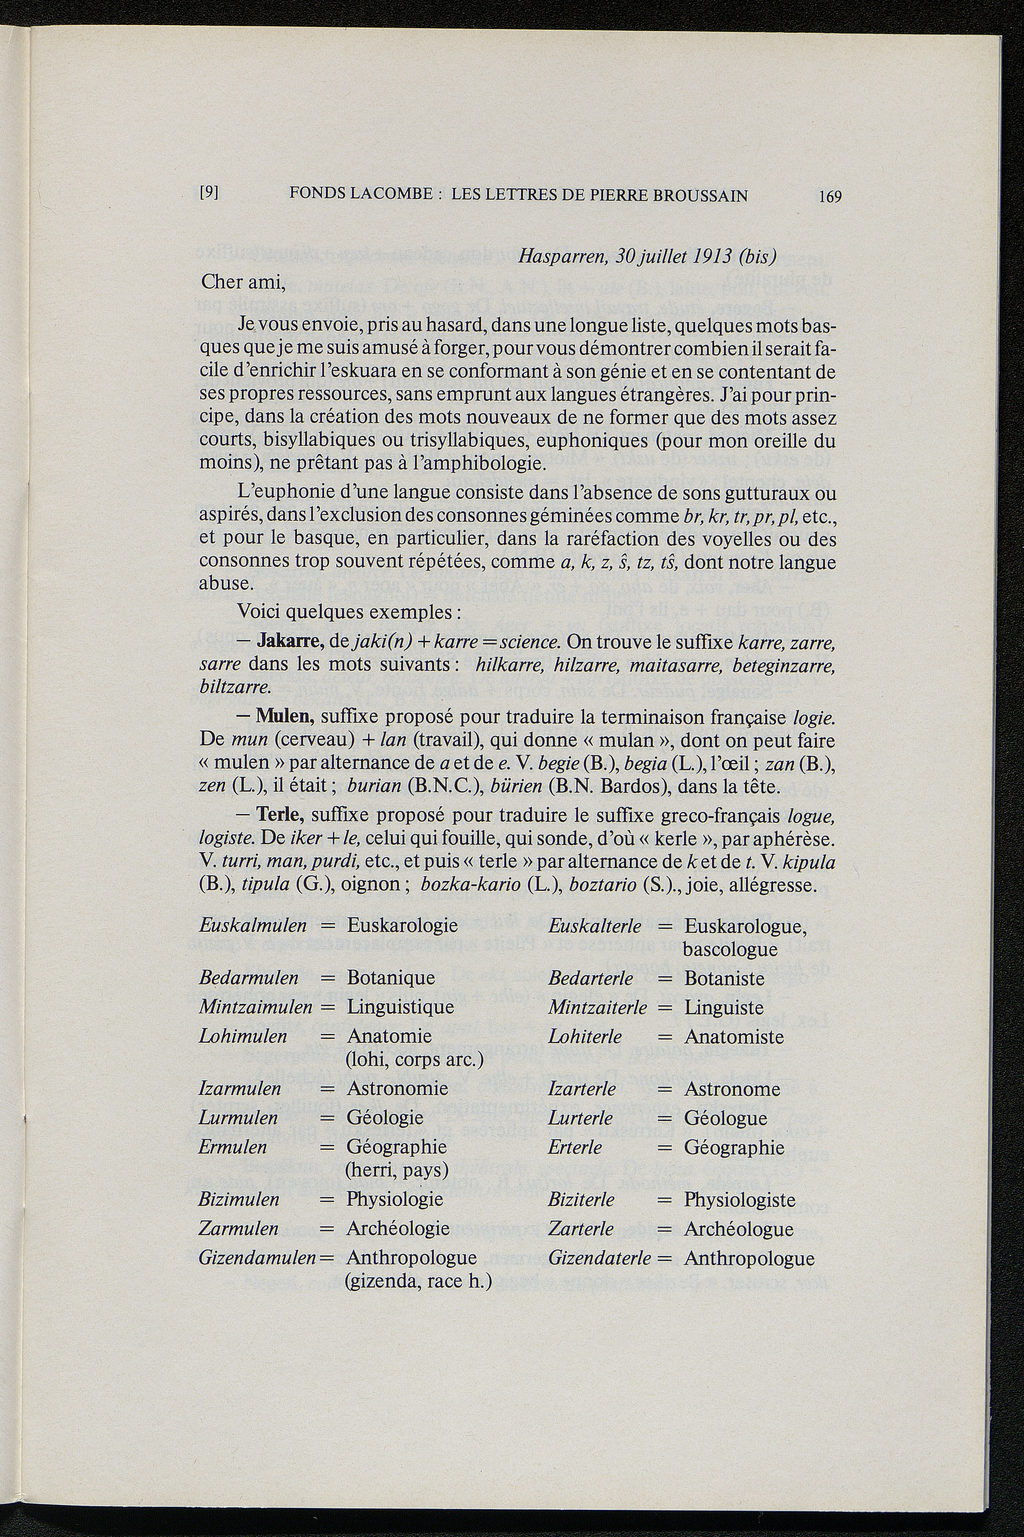 [9] FONDS LACOMBE : LES LETTRES DE PIERRE BROUSSAIN 169
Hasparren, 30 juillet 1913 (bis)
Cher ami,
Je vous envoie, pris au hasard, dans une longue liste, quelques mots bas-
ques que je me suis amusé à forger, pour vous démontrer combien il serait fa-
cile d'enrichir l'eskuara en se conformant à son génie et en se contentant de
ses propres ressources, sans emprunt aux langues étrangères. J'ai pour prin-
cipe, dans la création des mots nouveaux de ne former que des mots assez
courts, bisyllabiques ou trisyllabiques, euphoniques (pour mon oreille du
moins), ne prêtant pas à l'amphibologie.
L'euphonie d'une langue consiste dans l'absence de sons gutturaux ou
aspirés, dans l'exclusion des consonnes géminées comme br, kr, tr, pr, pl, etc.,
et pour le basque, en particulier, dans la raréfaction des voyelles ou des
consonnes trop souvent répétées, comme a, k, z, ŝ, tz, tŝ, dont notre langue
abuse.
Voici quelques exemples :
— Jakarre, de jaki(n) + karre = science. On trouve le suffixe karre, zarre,
sarre dans les mots suivants : hilkarre, hilzarre, maitasarre, beteginzarre,
biltzarre.
— Mulen, suffixe proposé pour traduire la terminaison française logie.
De mun (cerveau) + lan (travail), qui donne « mulan », dont on peut faire
« mulen » par alternance de a et de e. V. begie (B.), begia (L.), l'œil ; zan (B.),
zen (L.), il était ; burian (B.N.C.), bürien (B.N. Bardos), dans la tête.
— Terle, suffixe proposé pour traduire le suffixe greco-français logue,
logiste. De iker + le, celui qui fouille, qui sonde, d'où « kerle », par aphérèse.
V. turri, man, purdi, etc., et puis « terle » par alternance de k et de t. V. kipula
(B.), tipula (G.), oignon ; bozka-kario (L.), boztario (S.)., joie, allégresse.
Euskalmulen = Euskarologie Euskalterle = Euskarologue,
bascologue
Bedarmulen = Botanique Bedarterle = Botaniste
Mintzaimulen = Linguistique Mintzaiterle = Linguiste
Lohimulen = Anatomie Lohiterle = Anatomiste
(lohi, corps arc.)
Izarmulen = Astronomie Izarterle = Astronome
Lurmulen = Géologie Lurterle = Géologue
Ermulen = Géographie Erterle = Géographie
(herri, pays)
Bizimulen = Physiologie Biziterle = Physiologiste
Zarmulen = Archéologie Zarterle = Archéologue
Gizendamulen = Anthropologue Gizendaterle = Anthropologue
(gizenda, race h.)